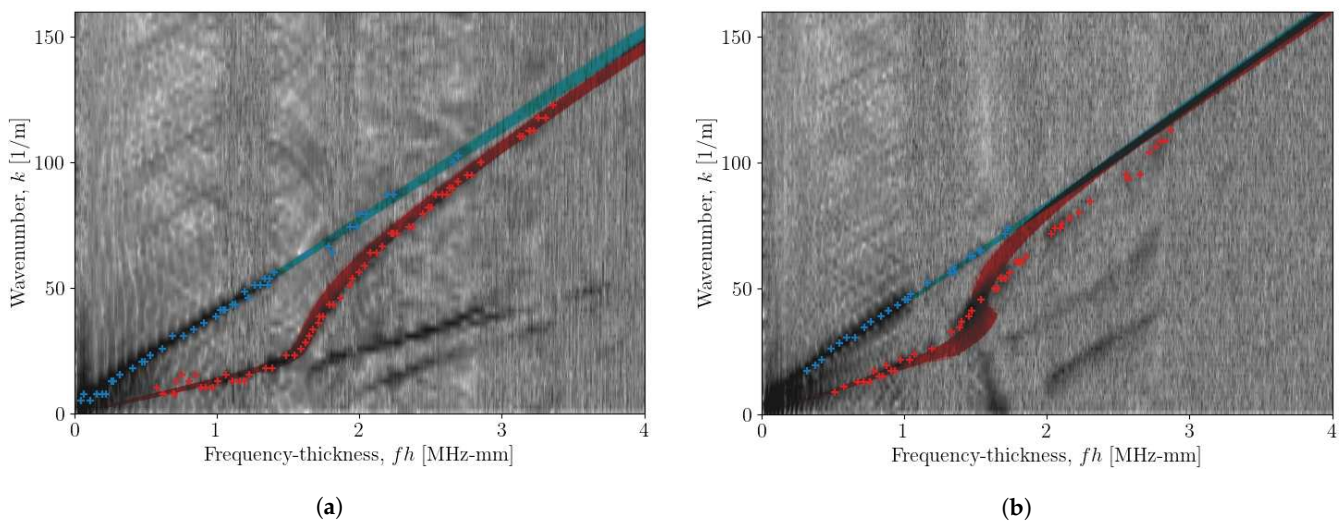 150
100
50
0
Wavenumber, k [1/m]
0 1 2 3 4
Frequency-thickness, fh [MHz-mm]
(a)
150
100
50
0
Wavenumber, k [1/m]
0 1 2 3 4
Frequency-thickness, fh [MHz-mm]
(b)